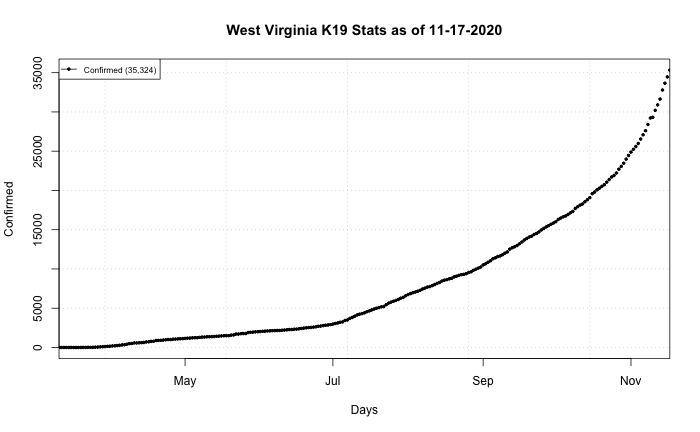 West Virginia K19 Stats as of 11-17-2020
Confirmed (35,324)
35000
25000
15000
5000
0
Confirmed
May Jul Sep Nov
Days